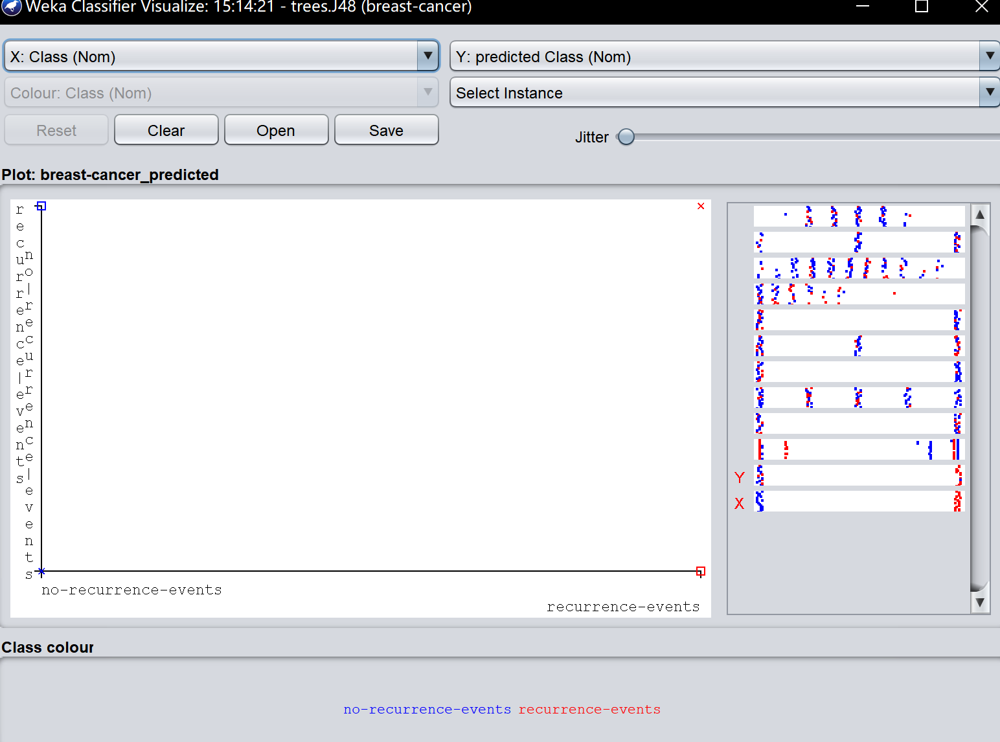 Weka Classifier Visualize: 15:14:21 - trees.J48 (breast-cancer)
X: Class (Nom)
Y: predicted Class (Nom)
Colour: Class (Nom)
Select Instance
Reset
Clear
Open
Save
Jitter
Plot: breast-cancer_predicted
recurrence-events
no-recurrence-events
no-recurrence-events
recurrence-events
Y
X
Class colour
no-recurrence-events recurrence-events